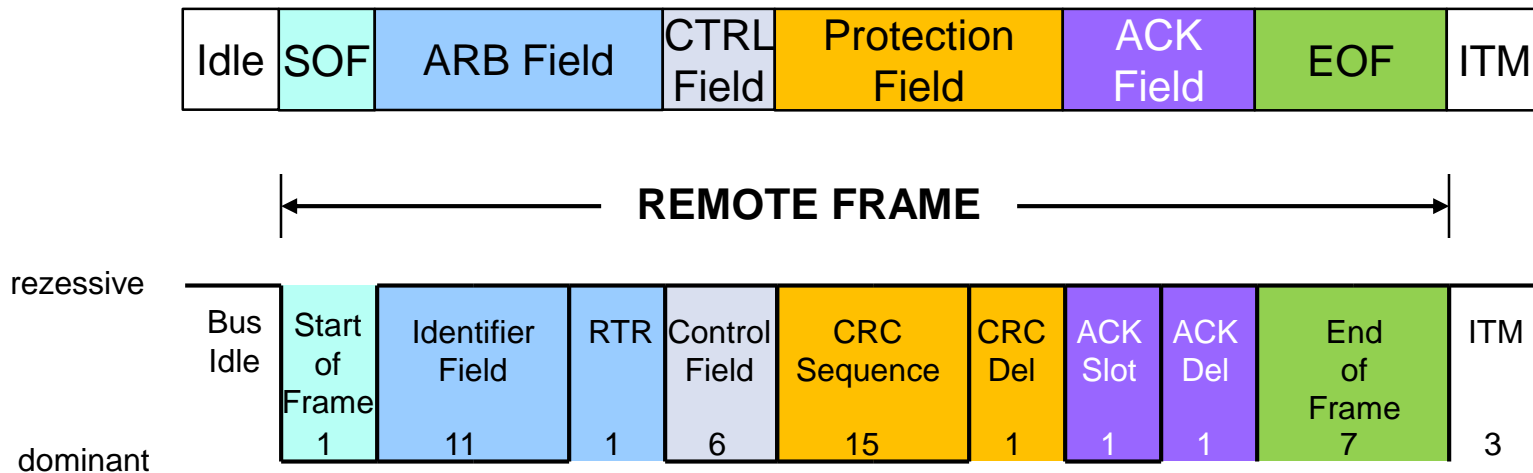 Idle SOF ARB Field CTRL Field Protection Field ACK Field EOF ITM
REMOTE FRAME
rezessive
Bus Idle
Start of Frame
1
Identifier Field
11
RTR
1
Control Field
6
CRC Sequence
15
CRC Del
1
ACK Slot
1
ACK Del
1
End of Frame
7
ITM
3
dominant